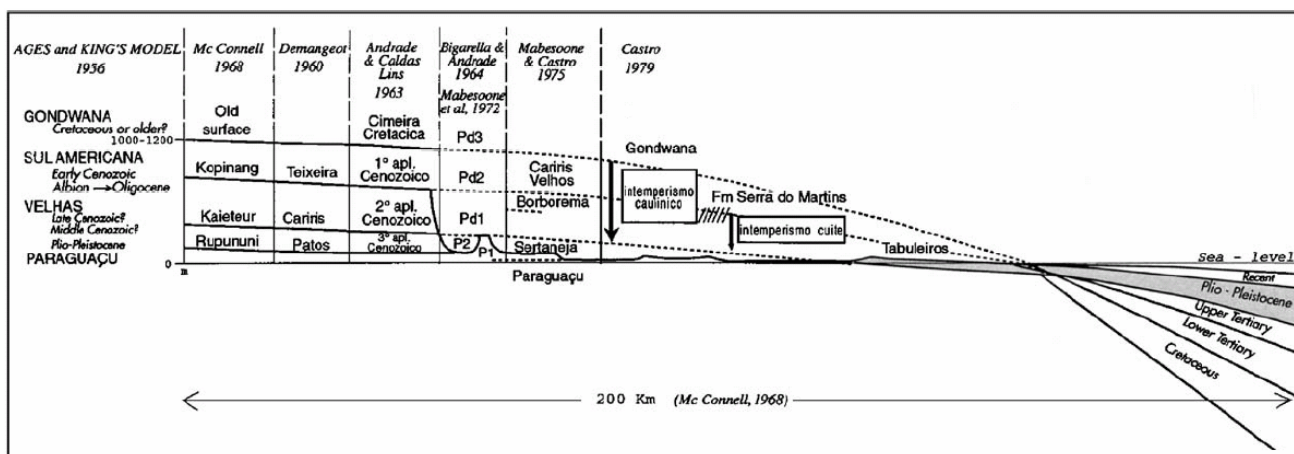 AGES and KING'S MODEL
1956
Mc Connell
1968
Demangeot
1960
Andrade
& Caldas
Lins
1963
Bigarella &
Andrade
1964
Mabesoone
et al, 1972
Mabesoone
& Castro
1975
Castro
1979
GONDWANA
Cretaceous or older?
1000-1200
Old
surface
Cimeira
Cretacica
Pd3
Gondwana
SULAMERICANA
Early Cenozoic
Albion → Oligocene
Kopinang
Teixeira
1º apl.
Cenozoico
Pd2
Cariris
Velhos
Borborema
intemperismo
caulínico
Fm Serra do Martins
VELHAS
Late Cenozoic?
Middle Cenozoic?
Kaieteur
Cariris
2º apl.
Cenozoico
Pd1
intemperismo cuite
Plio-Pleistocene
Rupununi
Patos
3º apl.
Cenozoico
P2
P1
Sertaneja
Tabuleiros
PARAGUAÇU
0
m
Paraguaçu
Sea - level
Recent
Plio - Pleistocene
Upper Tertiary
Lower Tertiary
Cretaceous
200 Km (Mc Connell, 1968)